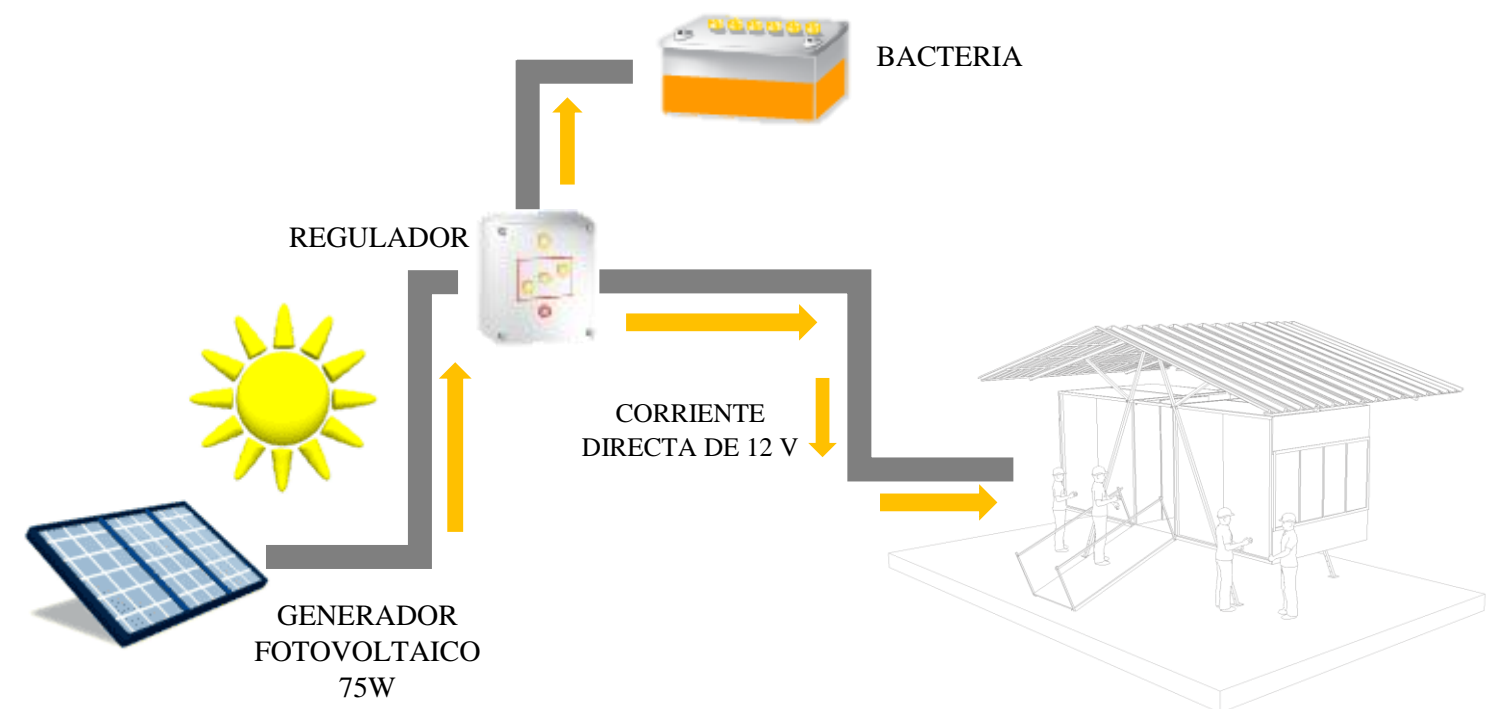 BACTERIA
REGULADOR
CORRIENTE
DIRECTA DE 12 V
GENERADOR
FOTOVOLTAICO
75W